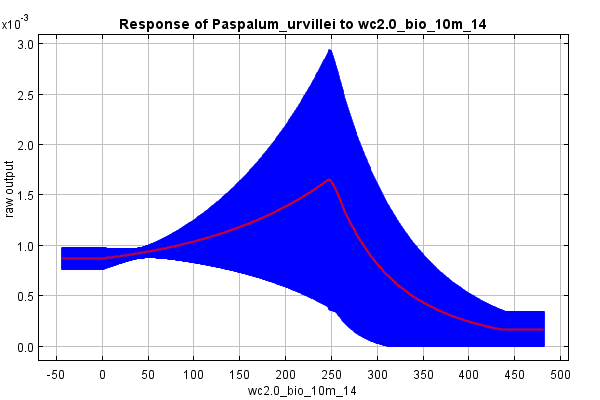 Response of Paspalum_urvillei to wc2.0_bio_10m_14
x10⁻³
3.0
2.5
2.0
1.5
1.0
0.5
0.0
raw output
-50 0 50 100 150 200 250 300 350 400 450 500
wc2.0_bio_10m_14